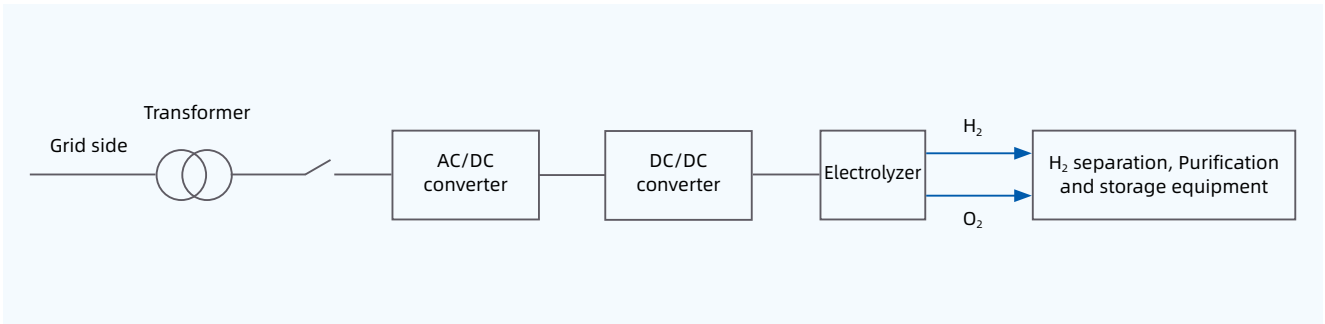 Transformer
Grid side
AC/DC
converter
DC/DC
converter
Electrolyzer
H₂
O₂
H₂ separation, Purification
and storage equipment